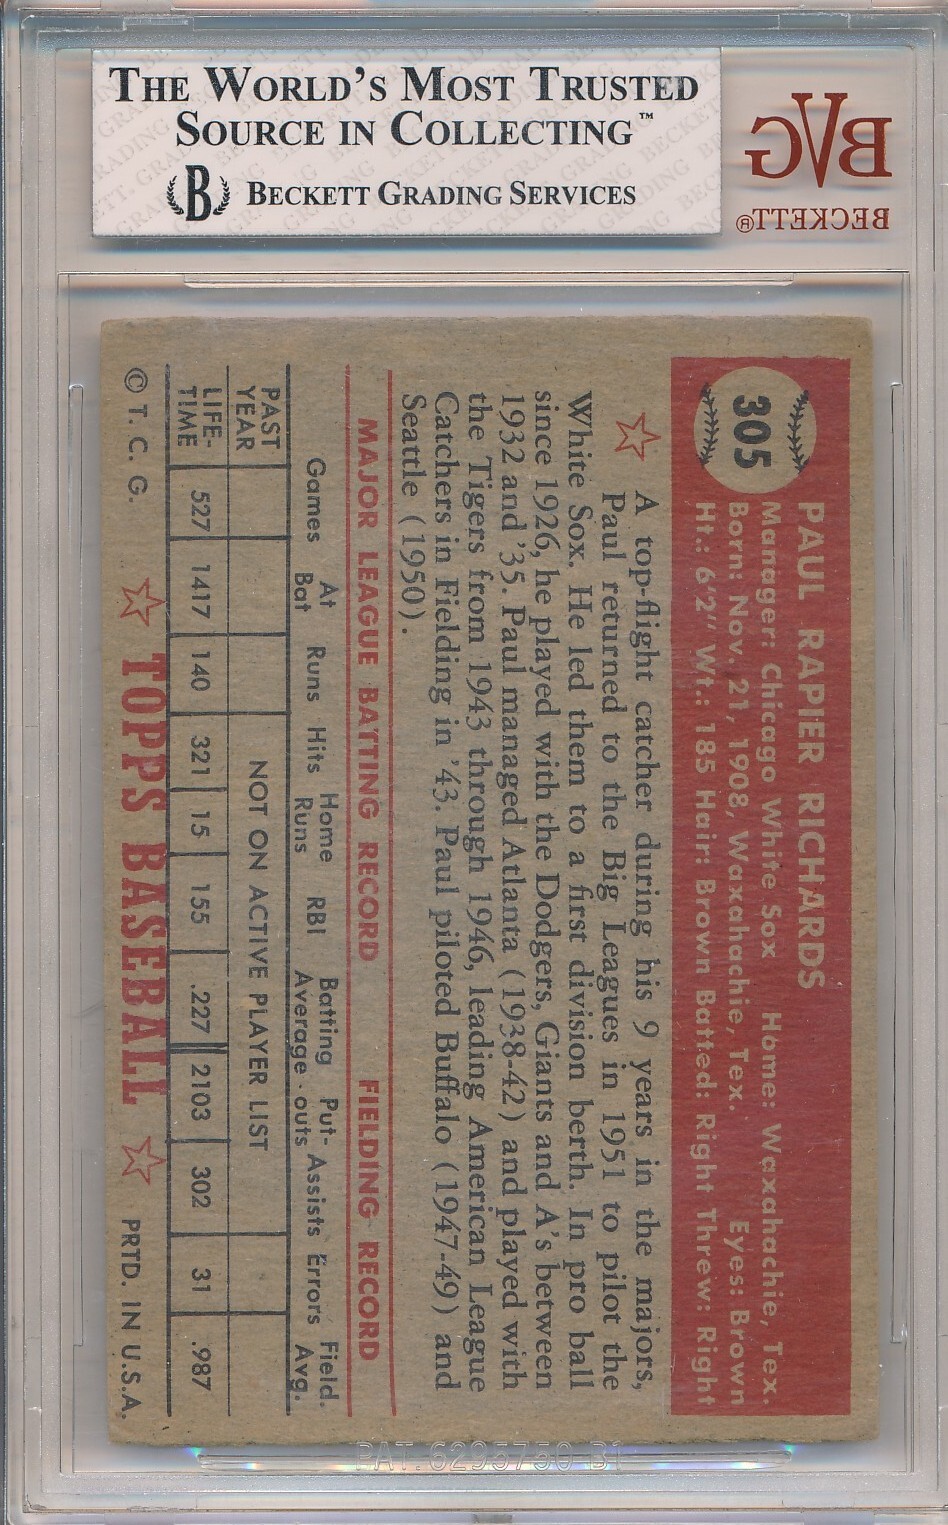 THE WORLD'S MOST TRUSTED
SOURCE IN COLLECTING™
B BECKETT GRADING SERVICES
BVG
BECKETT®
305
PAUL RAPIER RICHARDS
Manager: Chicago White Sox Home: Waxahachie, Tex.
Born: Nov. 21, 1908, Waxahachie, Tex. Eyes: Brown
Ht.: 6'2" Wt.: 185 Hair: Brown Batted: Right Threw: Right
A top-flight catcher during his 9 years in the majors,
Paul returned to the Big Leagues in 1951 to pilot the
White Sox. He led them to a first division berth. In pro ball
since 1926, he played with the Dodgers, Giants and A's between
1932 and '35. Paul managed Atlanta (1938-42) and played with
the Tigers from 1943 through 1946, leading American League
Catchers in Fielding in '43. Paul piloted Buffalo (1947-49) and
Seattle (1950).
MAJOR LEAGUE BATTING RECORD FIELDING RECORD
Games At Bat Runs Hits Home Runs RBI Batting Average Put-outs Assists Errors Field. Avg.
PAST YEAR NOT ON ACTIVE PLAYER LIST
LIFE-TIME 527 1417 140 321 15 155 .227 2103 302 31 .987
© T. C. G. TOPPS BASEBALL PRTD. IN U.S.A.
PAT. 6295750 B1